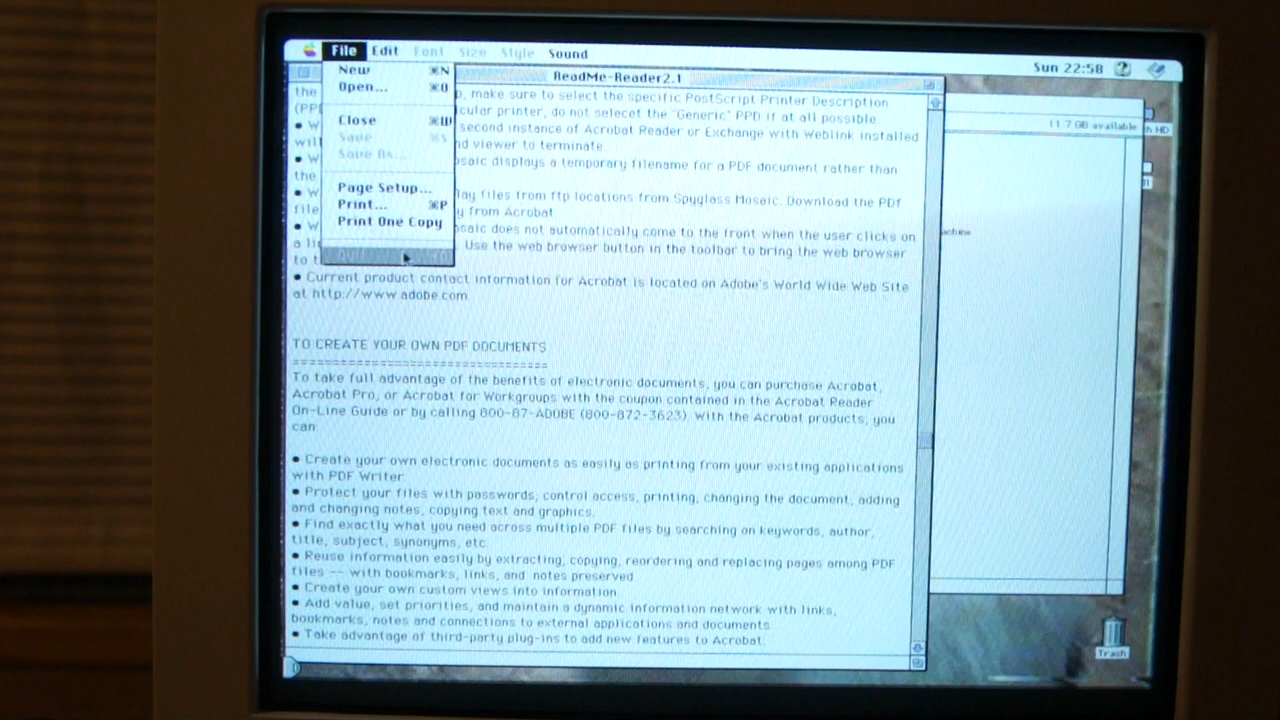 File Edit Font Size Style Sound
Sun 22:58
New ⌘N
Open... ⌘O
Close ⌘W
Save ⌘S
Save As...
Page Setup... 
Print... ⌘P
Print One Copy
ReadMe-Reader2.1
the
, make sure to select the specific PostScript Printer Description
(PP
cular printer, do not selecet the "Generic" PPD if at all possible
• W
second instance of Acrobat Reader or Exchange with Weblink installed
will
d viewer to terminate
• W
osaic displays a temporary filename for a PDF document rather than
the
• W
lay files from ftp locations from Spyglass Mosaic. Download the PDF
file
y from Acrobat
• W
osaic does not automatically come to the front when the user clicks on
a li
Use the web browser button in the toolbar to bring the web browser
to t
• Current product contact information for Acrobat is located on Adobe's World Wide Web Site
at http://www.adobe.com.
TO CREATE YOUR OWN PDF DOCUMENTS
================================
To take full advantage of the benefits of electronic documents, you can purchase Acrobat,
Acrobat Pro, or Acrobat for Workgroups with the coupon contained in the Acrobat Reader
On-Line Guide or by calling 800-87-ADOBE (800-872-3623). With the Acrobat products, you
can:
• Create your own electronic documents as easily as printing from your existing applications
with PDF Writer.
• Protect your files with passwords; control access, printing, changing the document, adding
and changing notes, copying text and graphics.
• Find exactly what you need across multiple PDF files by searching on keywords, author,
title, subject, synonyms, etc.
• Reuse information easily by extracting, copying, reordering and replacing pages among PDF
files -- with bookmarks, links, and notes preserved.
• Create your own custom views into information.
• Add value, set priorities, and maintain a dynamic information network with links,
bookmarks, notes and connections to external applications and documents.
• Take advantage of third-party plug-ins to add new features to Acrobat.
1.7 GB available
HD
achine
Trash